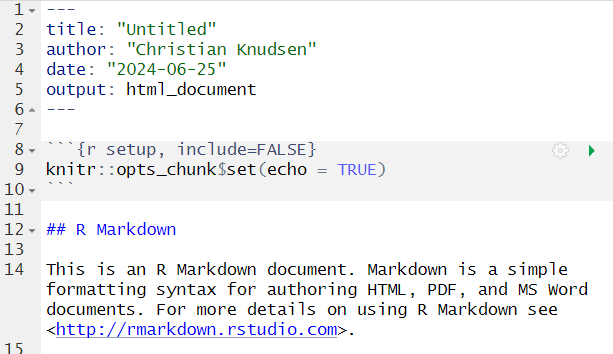 1 ---
2 title: "Untitled"
3 author: "Christian Knudsen"
4 date: "2024-06-25"
5 output: html_document
6 ---
7
8 ```{r setup, include=FALSE}
9 knitr::opts_chunk$set(echo = TRUE)
10 ```
11
12 ## R Markdown
13
14 This is an R Markdown document. Markdown is a simple
formatting syntax for authoring HTML, PDF, and MS Word
documents. For more details on using R Markdown see
<http://rmarkdown.rstudio.com>.
15